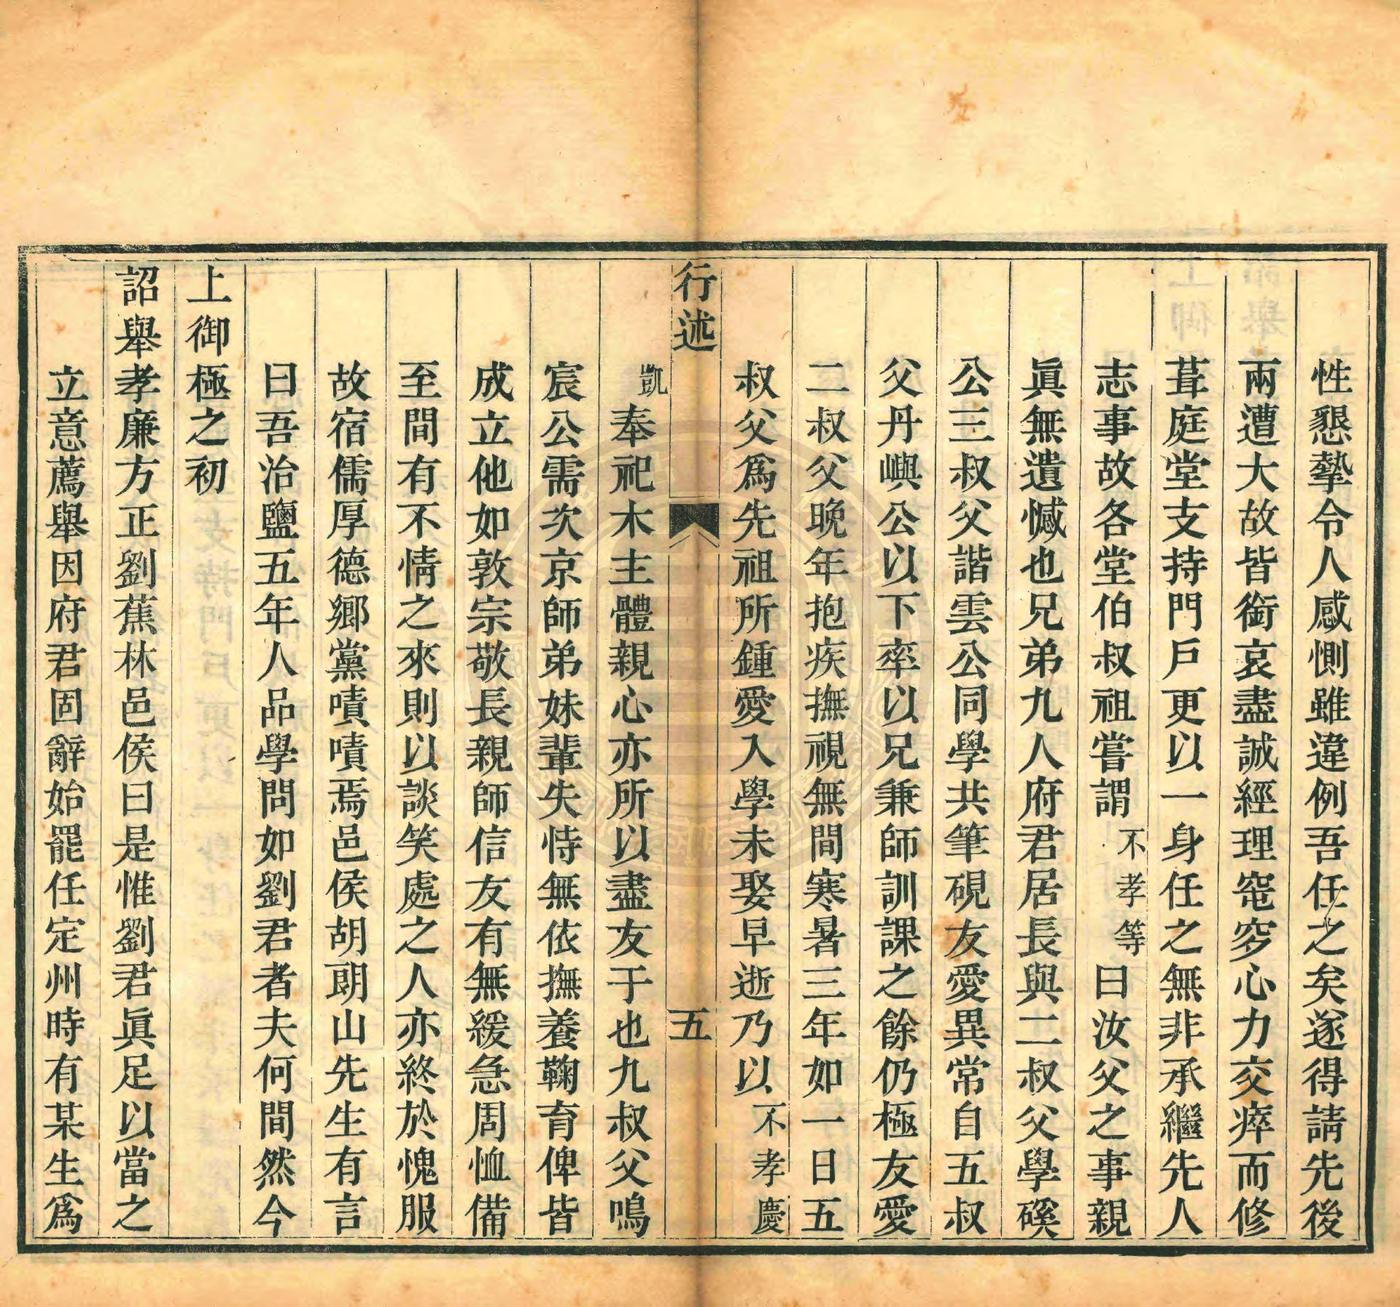 性懇摯令人感惻雖違例吾任之矣遂得請先後
兩遭大故皆銜哀盡誠經理窀穸心力交瘁而修
葺庭堂支持門戶更以一身任之無非承繼先人
志事故各堂伯叔祖嘗謂不孝等曰汝父之事親
眞無遺憾也兄弟九人府君居長與二叔父學磎
公三叔父諧雲公同學共筆硯友愛異常自五叔
父丹嶼公以下率以兄兼師訓課之餘仍極友愛
二叔父晚年抱疾撫視無間寒暑三年如一日五
叔父爲先祖所鍾愛入學未娶早逝乃以不孝慶
行述
五
凱奉祀木主體親心亦所以盡友于也九叔父鳴
宸公需次京師弟妹輩失恃無依撫養鞠育俾皆
成立他如敦宗敬長親師信友有無緩急周恤備
至間有不情之來則以談笑處之人亦終於愧服
故宿儒厚德鄉黨嘖嘖焉邑侯胡朗山先生有言
曰吾治鹽五年人品學問如劉君者夫何間然今
上御極之初
詔舉孝廉方正劉蕉林邑侯曰是惟劉君眞足以當之
立意薦舉因府君固辭始罷任定州時有某生爲